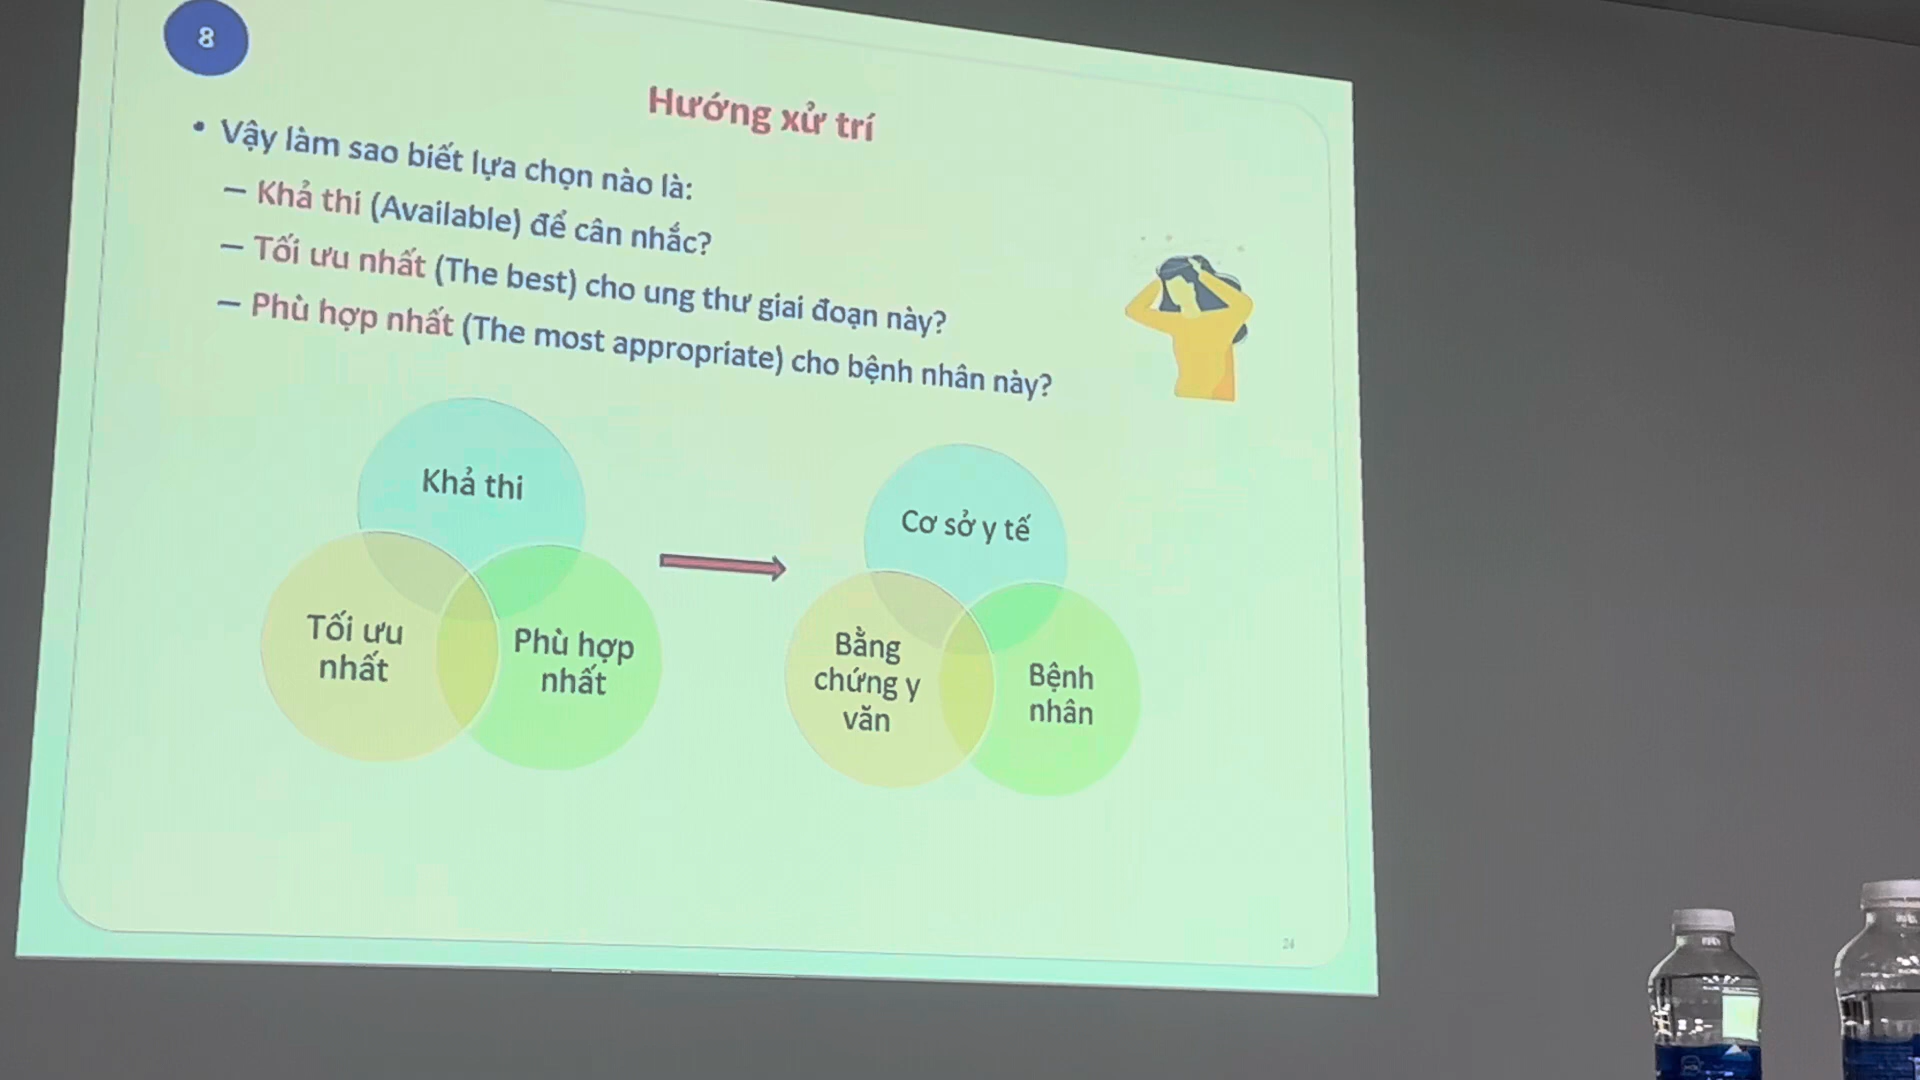 8
Hướng xử trí
• Vậy làm sao biết lựa chọn nào là:
– Khả thi (Available) để cân nhắc?
– Tối ưu nhất (The best) cho ung thư giai đoạn này?
– Phù hợp nhất (The most appropriate) cho bệnh nhân này?
Khả thi
Tối ưu
nhất
Phù hợp
nhất
Cơ sở y tế
Bằng
chứng y
văn
Bệnh
nhân
24